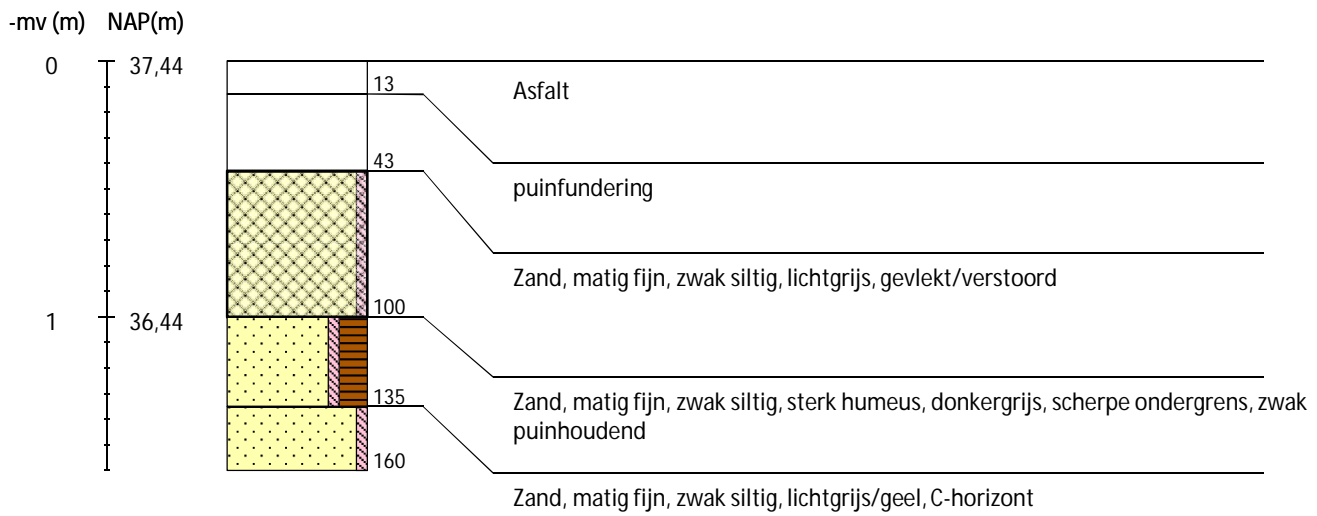 -mv (m) NAP(m)
0 37,44
13
Asfalt
43
puinfundering
Zand, matig fijn, zwak siltig, lichtgrijs, gevlekt/verstoord
100
1 36,44
135
Zand, matig fijn, zwak siltig, sterk humeus, donkergrijs, scherpe ondergrens, zwak
puinhoudend
160
Zand, matig fijn, zwak siltig, lichtgrijs/geel, C-horizont